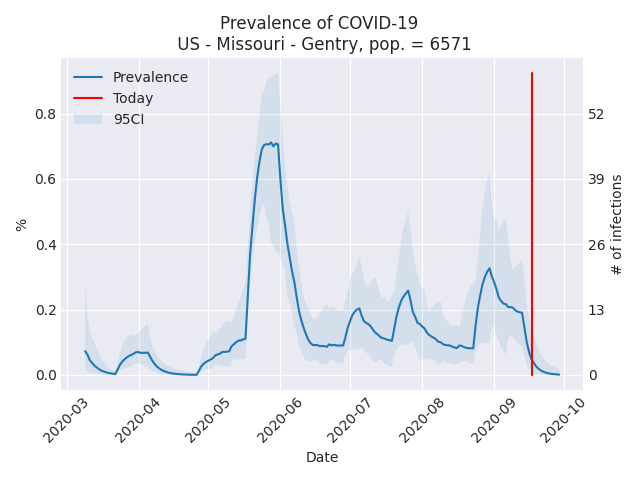 Prevalence of COVID-19
US - Missouri - Gentry, pop. = 6571
Prevalence
Today
95CI
0.8
0.6
0.4
0.2
0.0
%
52
39
26
13
0
# of infections
2020-03
2020-04
2020-05
2020-06
2020-07
2020-08
2020-09
2020-10
Date